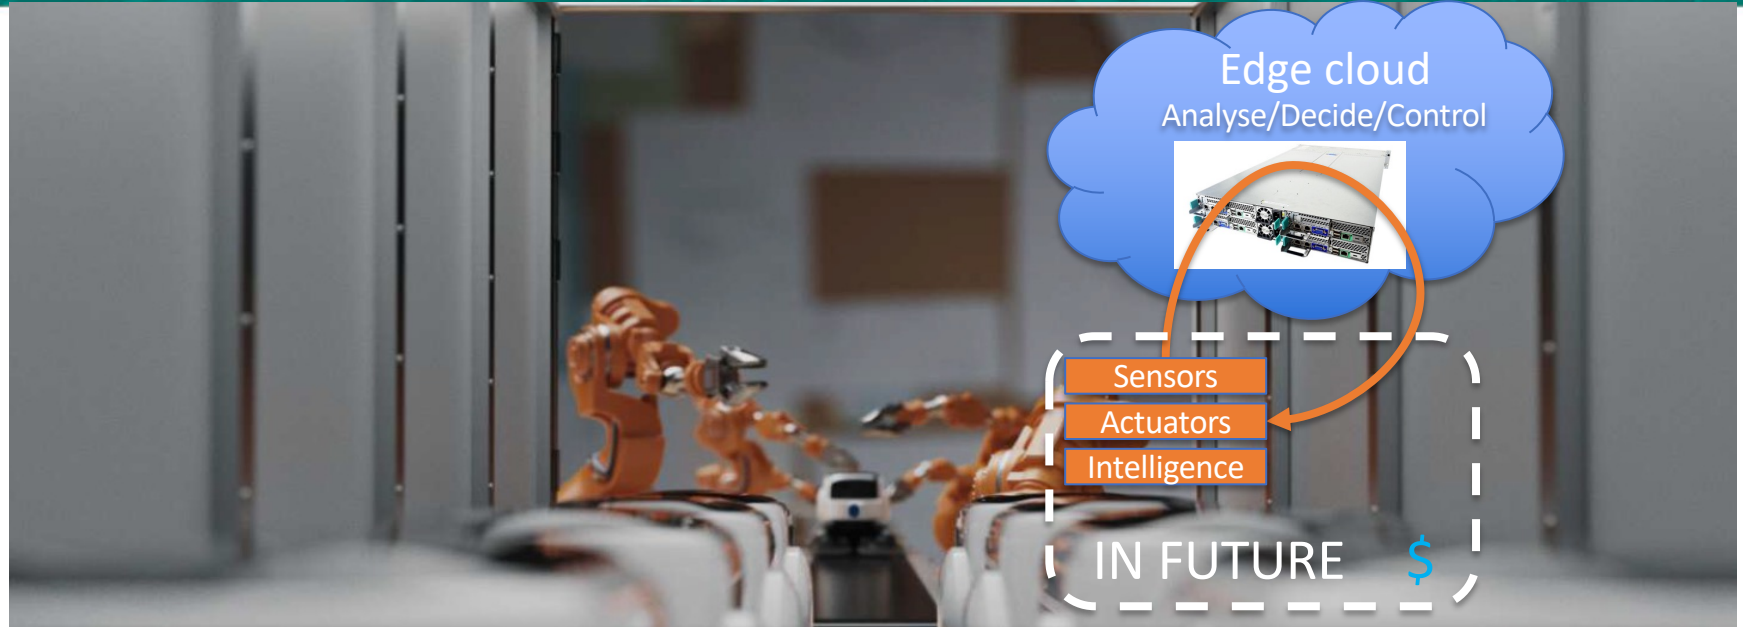 Edge cloud
Analyse/Decide/Control
Sensors
Actuators
Intelligence
IN FUTURE $